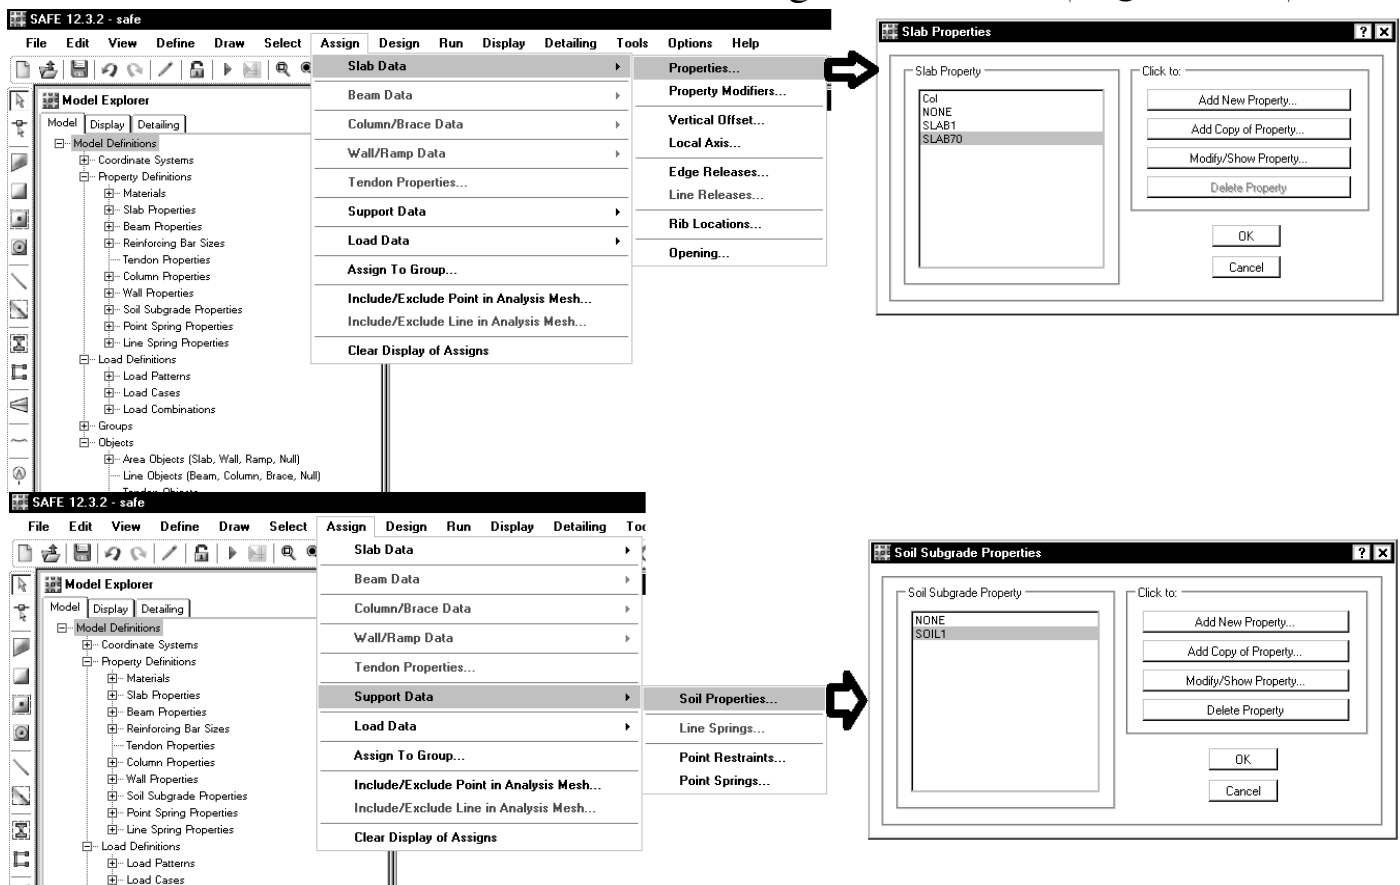 SAFE 12.3.2 - safe
File Edit View Define Draw Select Assign Design Run Display Detailing Tools Options Help
Model Explorer
Model Display Detailing
Model Definitions
Coordinate Systems
Property Definitions
Materials
Slab Properties
Beam Properties
Reinforcing Bar Sizes
Tendon Properties
Column Properties
Wall Properties
Soil Subgrade Properties
Point Spring Properties
Line Spring Properties
Load Definitions
Load Patterns
Load Cases
Load Combinations
Groups
Objects
Area Objects (Slab, Wall, Ramp, Null)
Line Objects (Beam, Column, Brace, Null)
Tendon Objects
Slab Data
Beam Data
Column/Brace Data
Wall/Ramp Data
Tendon Properties...
Support Data
Load Data
Assign To Group...
Include/Exclude Point in Analysis Mesh...
Include/Exclude Line in Analysis Mesh...
Clear Display of Assigns
Properties...
Property Modifiers...
Vertical Offset...
Local Axis...
Edge Releases...
Line Releases...
Rib Locations...
Opening...
Slab Properties
Slab Property
Col
NONE
SLAB1
SLAB70
Click to:
Add New Property...
Add Copy of Property...
Modify/Show Property...
Delete Property
OK
Cancel
SAFE 12.3.2 - safe
File Edit View Define Draw Select Assign Design Run Display Detailing
Model Explorer
Model Display Detailing
Model Definitions
Coordinate Systems
Property Definitions
Materials
Slab Properties
Beam Properties
Reinforcing Bar Sizes
Tendon Properties
Column Properties
Wall Properties
Soil Subgrade Properties
Point Spring Properties
Line Spring Properties
Load Definitions
Load Patterns
Load Cases
Slab Data
Beam Data
Column/Brace Data
Wall/Ramp Data
Tendon Properties...
Support Data
Load Data
Assign To Group...
Include/Exclude Point in Analysis Mesh...
Include/Exclude Line in Analysis Mesh...
Clear Display of Assigns
Soil Properties...
Line Springs...
Point Restraints...
Point Springs...
Soil Subgrade Properties
Soil Subgrade Property
NONE
SOIL1
Click to:
Add New Property...
Add Copy of Property...
Modify/Show Property...
Delete Property
OK
Cancel